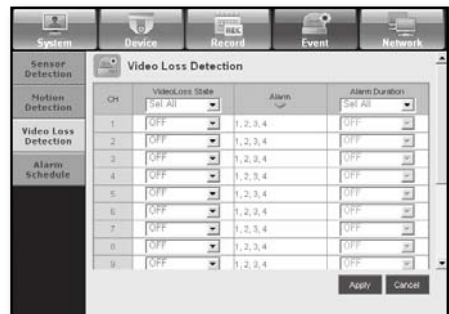 System Device Record Event Network
REC
Sensor Detection
Motion Detection
Video Loss Detection
Alarm Schedule
Video Loss Detection
CH VideoLoss State Alarm Alarm Duration
Sel All Sel All
1 OFF 1, 2, 3, 4 OFF
2 OFF 1, 2, 3, 4 OFF
3 OFF 1, 2, 3, 4 OFF
4 OFF 1, 2, 3, 4 OFF
5 OFF 1, 2, 3, 4 OFF
6 OFF 1, 2, 3, 4 OFF
7 OFF 1, 2, 3, 4 OFF
8 OFF 1, 2, 3, 4 OFF
9 OFF 1, 2, 3, 4 OFF
Apply Cancel